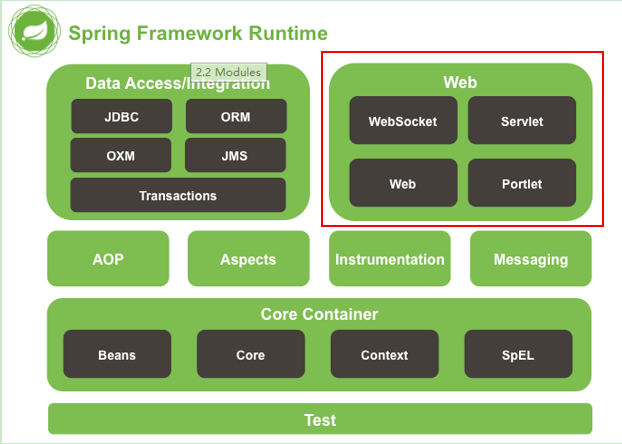 Spring Framework Runtime
2.2 Modules
Data Access/Integration
JDBC
ORM
OXM
JMS
Transactions
Web
WebSocket
Servlet
Web
Portlet
AOP
Aspects
Instrumentation
Messaging
Core Container
Beans
Core
Context
SpEL
Test